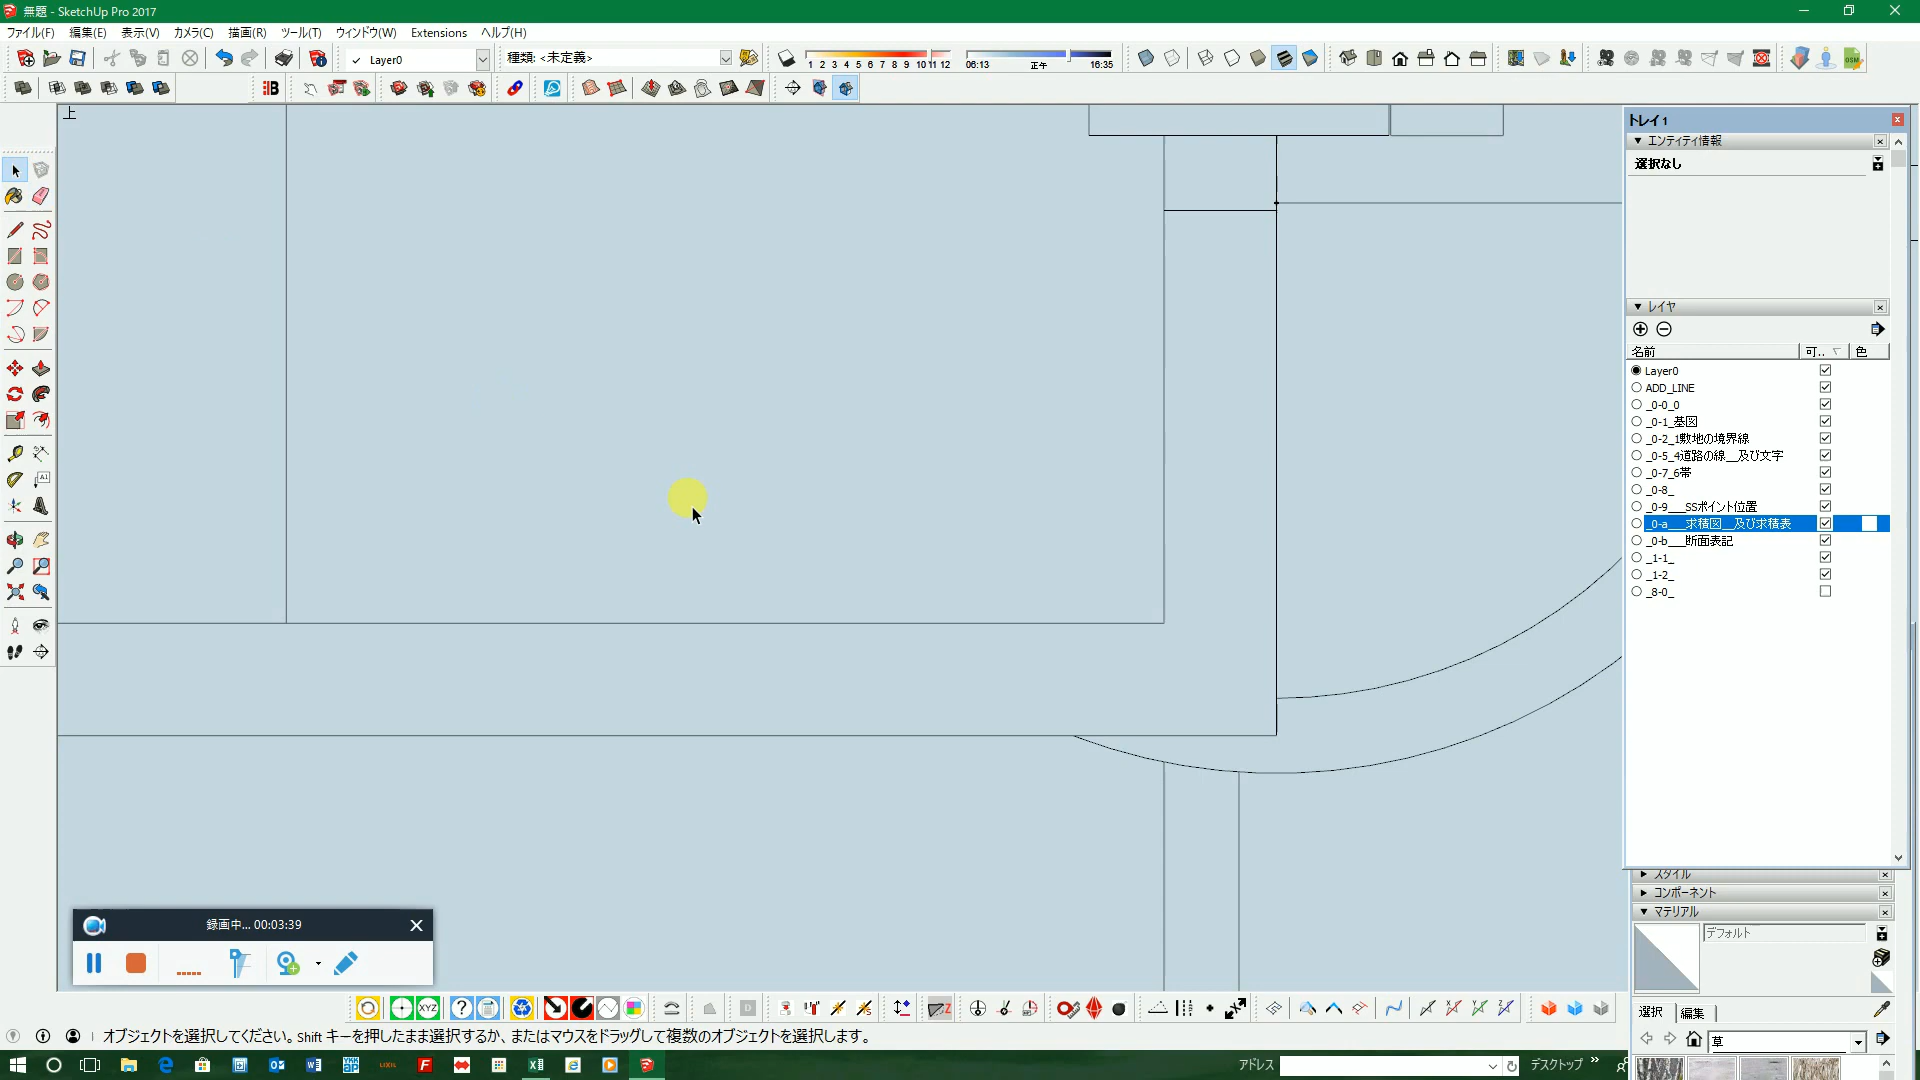 無題 - SketchUp Pro 2017
ファイル(F) 編集(E) 表示(V) カメラ(C) 描画(R) ツール(T) ウィンドウ(W) Extensions ヘルプ(H)
Layer0
種類: <未定義>
1 2 3 4 5 6 7 8 9 10 11 12
06:13 正午 16:35
上
トレイ1
エンティティ情報
選択なし
レイヤ
名前 可.. 色
Layer0
ADD_LINE
_0-0_0
_0-1_基図
_0-2_1敷地の境界線
_0-5_4道路の線__及び文字
_0-7_6帯
_0-8_
_0-9___SSポイント位置
_0-a___求積図__及び求積表
_0-b___断面表記
_1-1_
_1-2_
_8-0_
スタイル
コンポーネント
マテリアル
デフォルト
選択 編集
草
録画中... 00:03:39
オブジェクトを選択してください。Shift キーを押したまま選択するか、またはマウスをドラッグして複数のオブジェクトを選択します。
アドレス デスクトップ